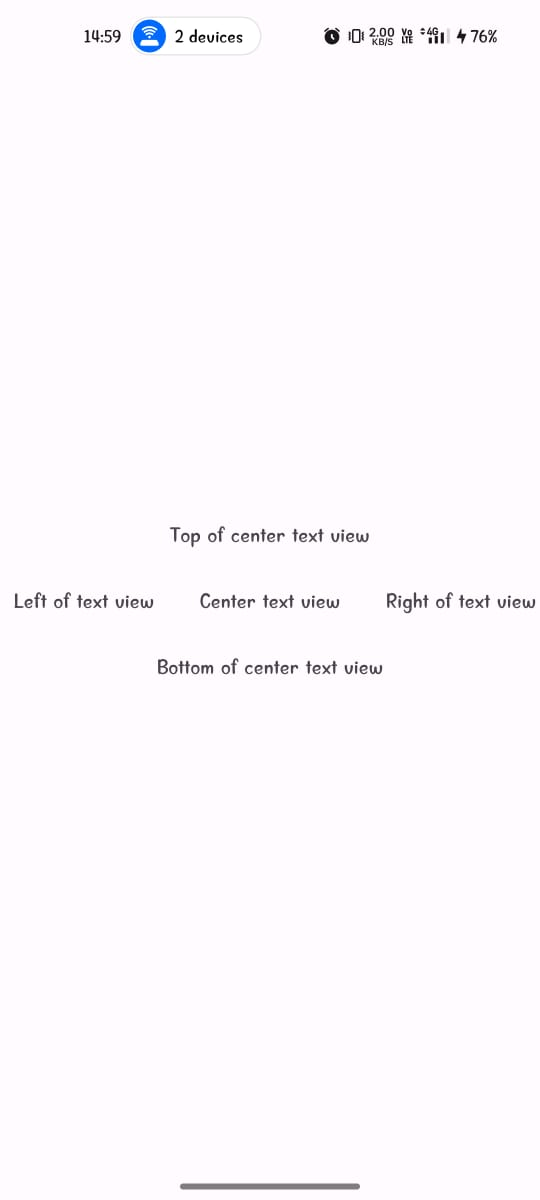 14:59 2 devices 2.00 KB/S Vo LTE 4G 76%
Top of center text view
Left of text view Center text view Right of text view
Bottom of center text view